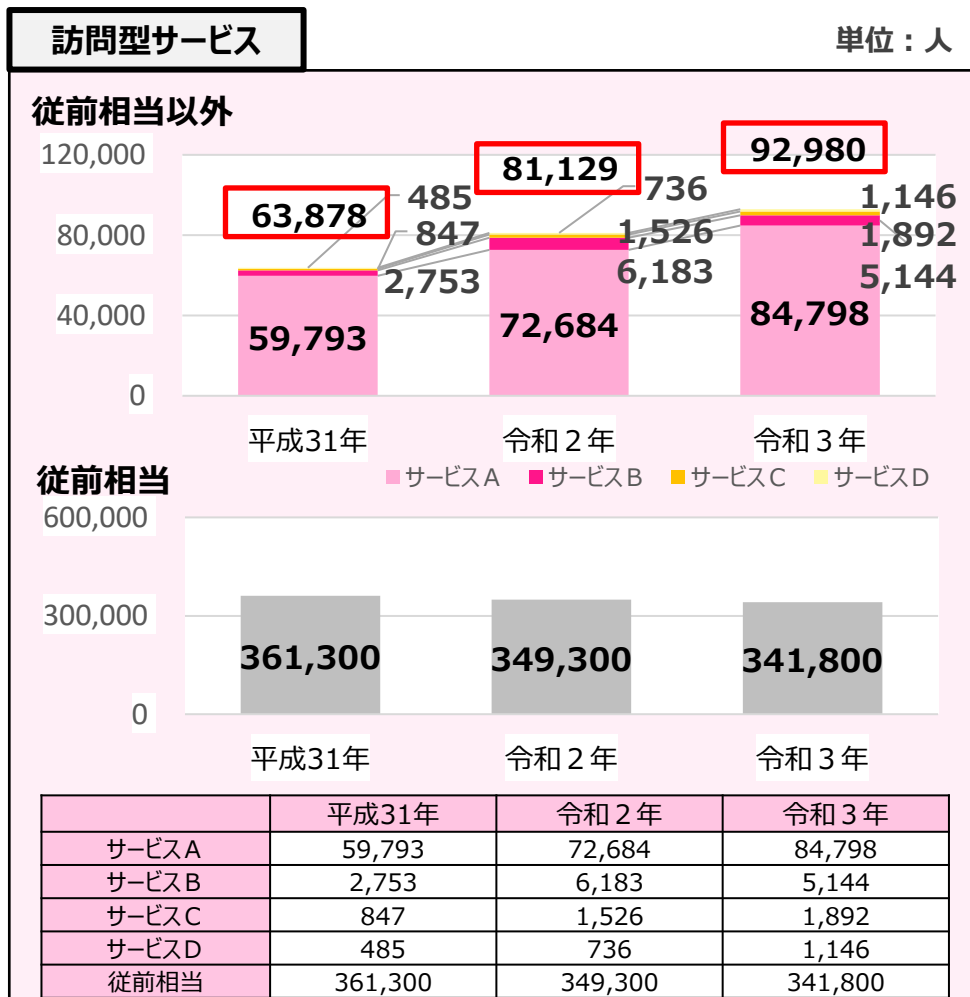 訪問型サービス
単位：人
従前相当以外
120,000
80,000
40,000
0
63,878
485
847
2,753
59,793
81,129
736
1,526
6,183
72,684
92,980
1,146
1,892
5,144
84,798
平成31年 令和２年 令和３年
サービスA サービスB サービスC サービスD
従前相当
600,000
300,000
0
361,300 349,300 341,800
平成31年 令和２年 令和３年
平成31年 令和２年 令和３年
サービスA 59,793 72,684 84,798
サービスB 2,753 6,183 5,144
サービスC 847 1,526 1,892
サービスD 485 736 1,146
従前相当 361,300 349,300 341,800